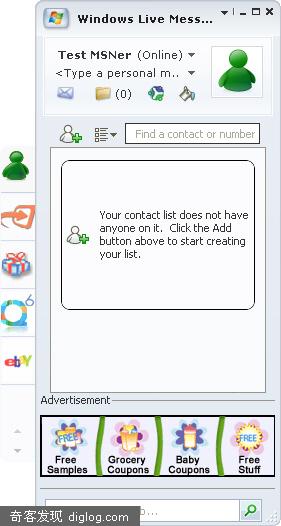 Windows Live Mess...
Test MSNer (Online)
<Type a personal m..
(0)
Find a contact or number
Your contact list does not have
anyone on it. Click the Add
button above to start creating
your list.
6
ebY
Advertisement
FREE
FREE
Free
Samples
Grocery
Coupons
Baby
Coupons
Free
Stuff
奇客发现 diglog.com